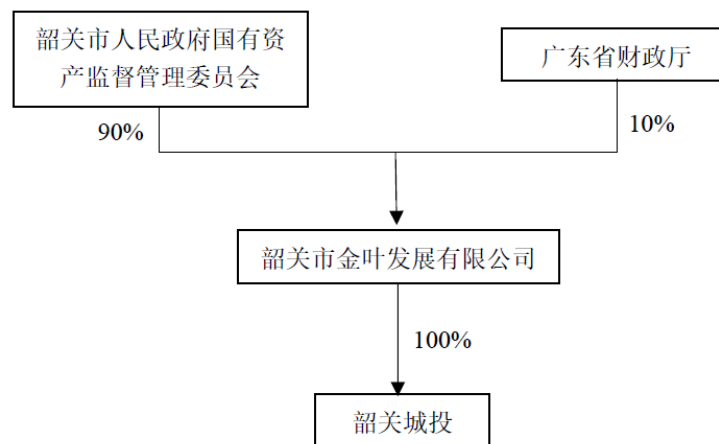 韶关市人民政府国有资
产监督管理委员会
广东省财政厅
90%
10%
韶关市金叶发展有限公司
100%
韶关城投